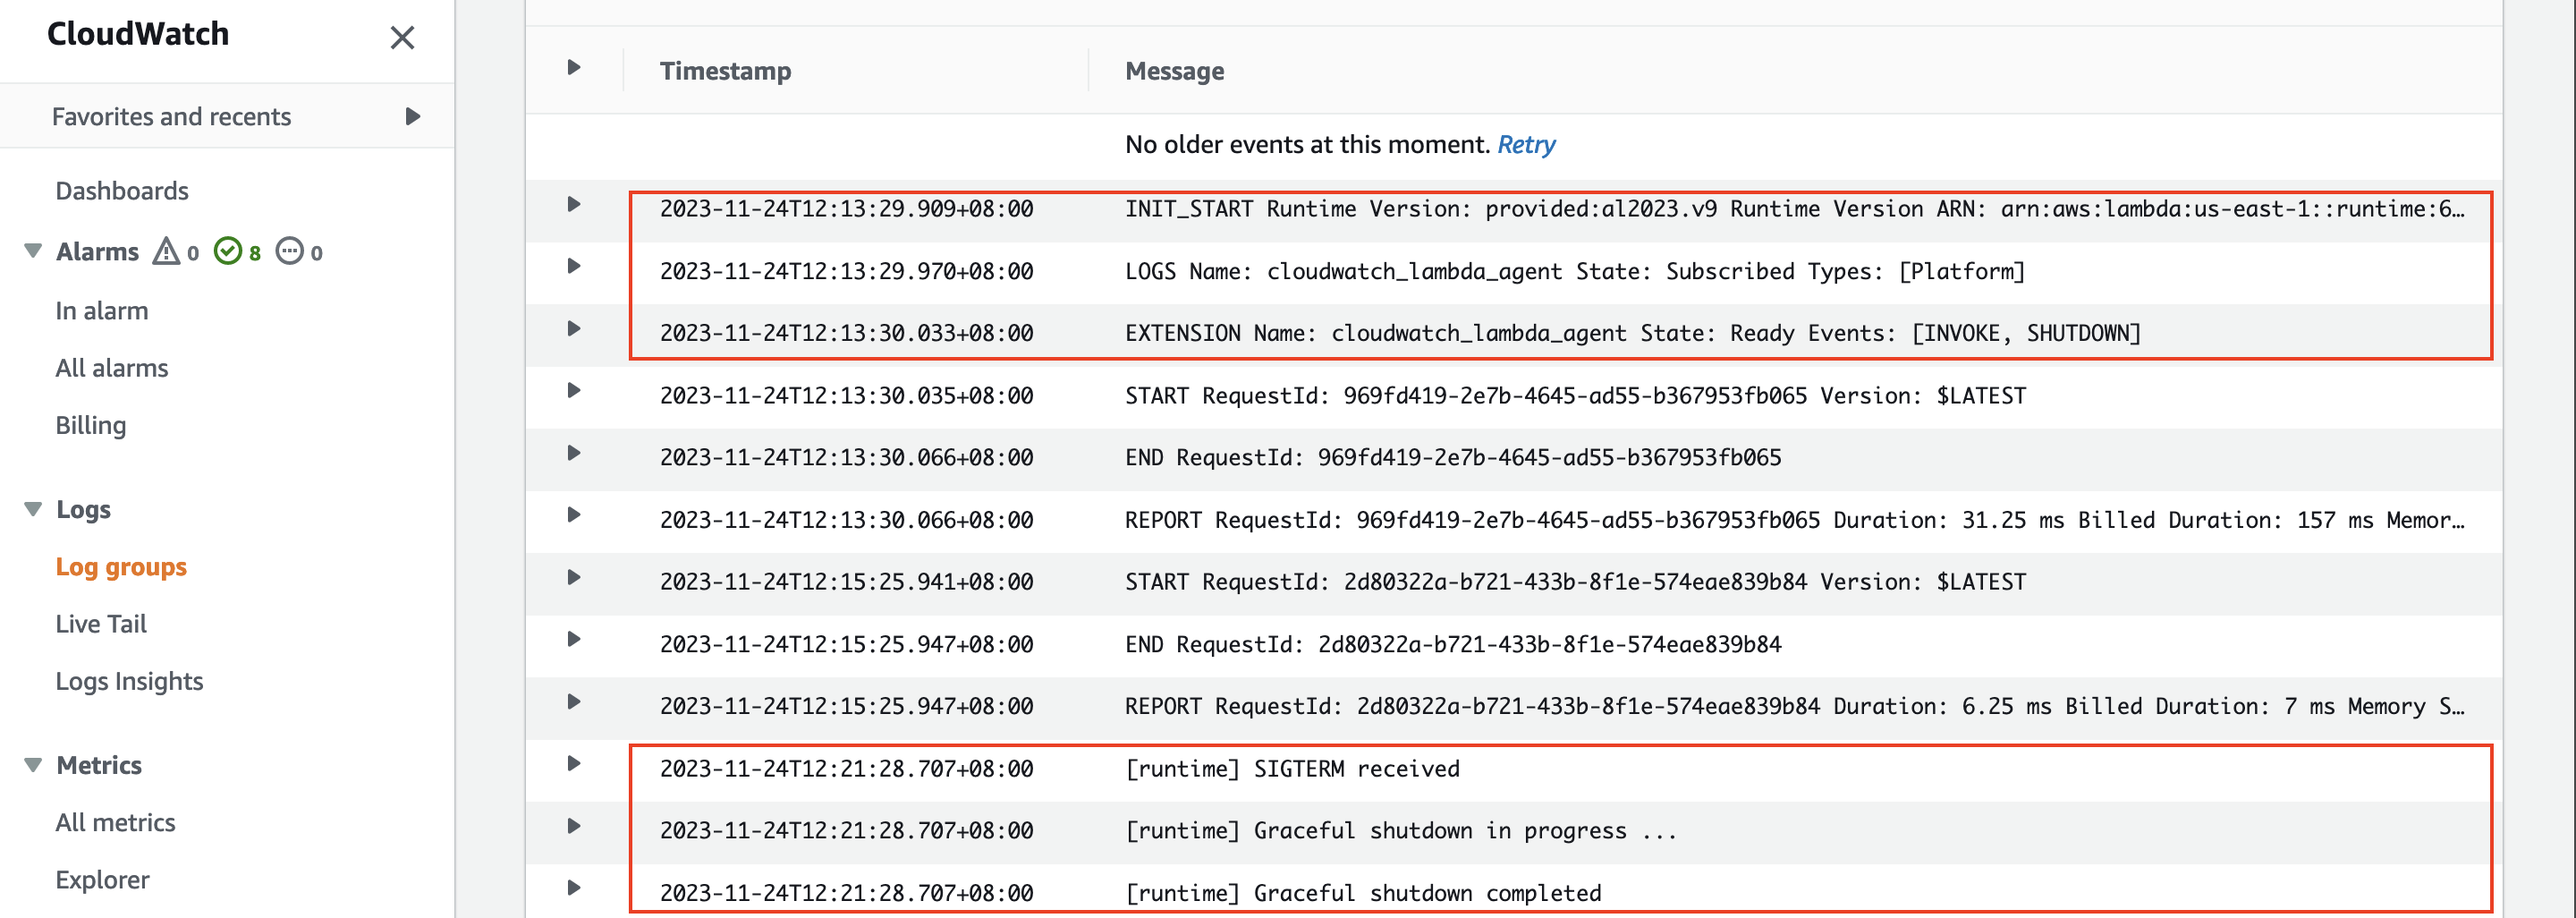 CloudWatch
Favorites and recents
Dashboards
Alarms 0 8 0
In alarm
All alarms
Billing
Logs
Log groups
Live Tail
Logs Insights
Metrics
All metrics
Explorer
Timestamp Message
No older events at this moment. Retry
2023-11-24T12:13:29.909+08:00 INIT_START Runtime Version: provided:al2023.v9 Runtime Version ARN: arn:aws:lambda:us-east-1::runtime:6…
2023-11-24T12:13:29.970+08:00 LOGS Name: cloudwatch_lambda_agent State: Subscribed Types: [Platform]
2023-11-24T12:13:30.033+08:00 EXTENSION Name: cloudwatch_lambda_agent State: Ready Events: [INVOKE, SHUTDOWN]
2023-11-24T12:13:30.035+08:00 START RequestId: 969fd419-2e7b-4645-ad55-b367953fb065 Version: $LATEST
2023-11-24T12:13:30.066+08:00 END RequestId: 969fd419-2e7b-4645-ad55-b367953fb065
2023-11-24T12:13:30.066+08:00 REPORT RequestId: 969fd419-2e7b-4645-ad55-b367953fb065 Duration: 31.25 ms Billed Duration: 157 ms Memor…
2023-11-24T12:15:25.941+08:00 START RequestId: 2d80322a-b721-433b-8f1e-574eae839b84 Version: $LATEST
2023-11-24T12:15:25.947+08:00 END RequestId: 2d80322a-b721-433b-8f1e-574eae839b84
2023-11-24T12:15:25.947+08:00 REPORT RequestId: 2d80322a-b721-433b-8f1e-574eae839b84 Duration: 6.25 ms Billed Duration: 7 ms Memory S…
2023-11-24T12:21:28.707+08:00 [runtime] SIGTERM received
2023-11-24T12:21:28.707+08:00 [runtime] Graceful shutdown in progress ...
2023-11-24T12:21:28.707+08:00 [runtime] Graceful shutdown completed